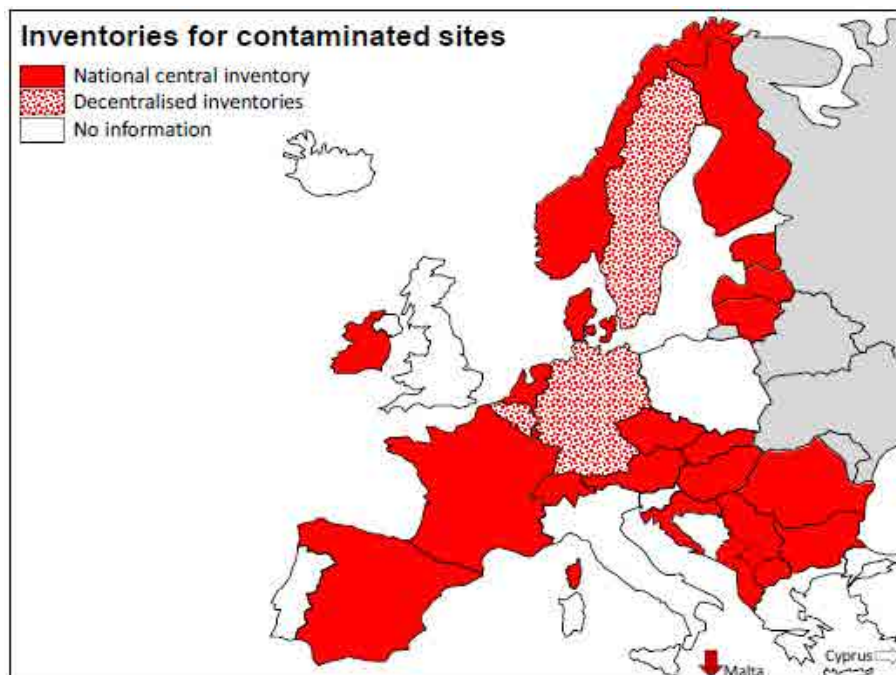 Inventories for contaminated sites
National central inventory
Decentralised inventories
No information
Cyprus
Malta